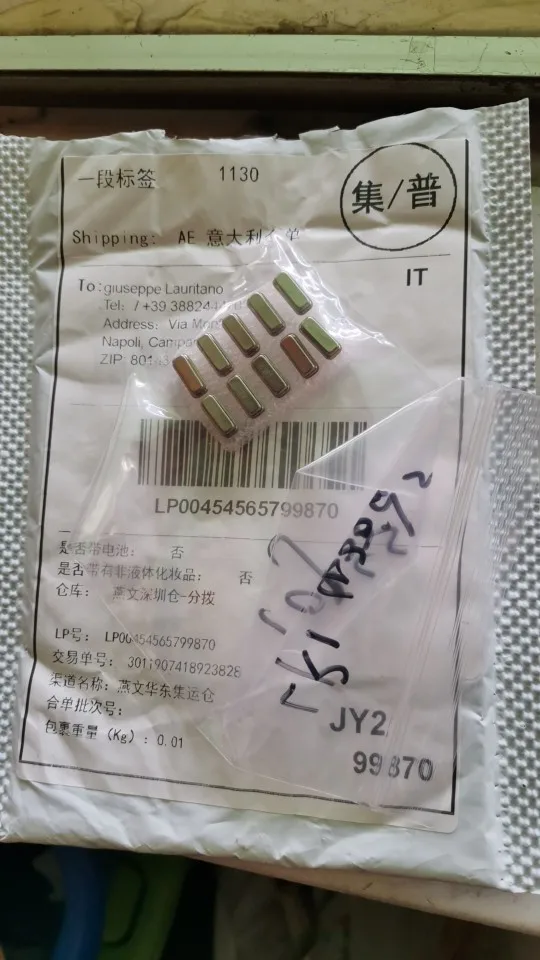 一段标签 1130
集/普
Shipping: AE 意大利
IT
To: giuseppe Lauritano
Tel: / +39 38824
Address: Via
Napoli,
ZIP:
LP00454565799870
是否带电池: 否
是否带有非液体化妆品: 否
仓库: 燕文深圳仓-分拨
LP号: LP00454565799870
交易单号: 3011907418923828
渠道名称: 燕文华东集运仓
合单批次号:
包裹重量 (Kg) : 0.01
JY2
99870